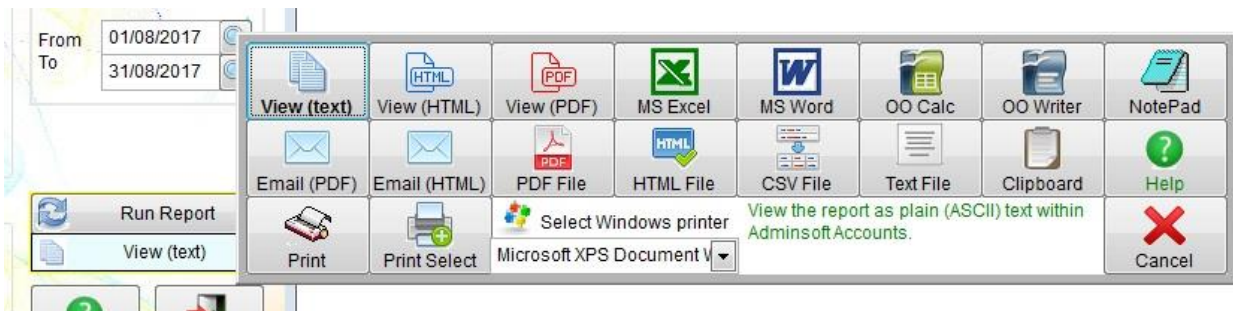 From 01/08/2017
To 31/08/2017
View (text) View (HTML) View (PDF) MS Excel MS Word OO Calc OO Writer NotePad
Email (PDF) Email (HTML) PDF File HTML File CSV File Text File Clipboard Help
Run Report
View (text)
Print Print Select
Select Windows printer
Microsoft XPS Document
View the report as plain (ASCII) text within
Adminsoft Accounts.
Cancel